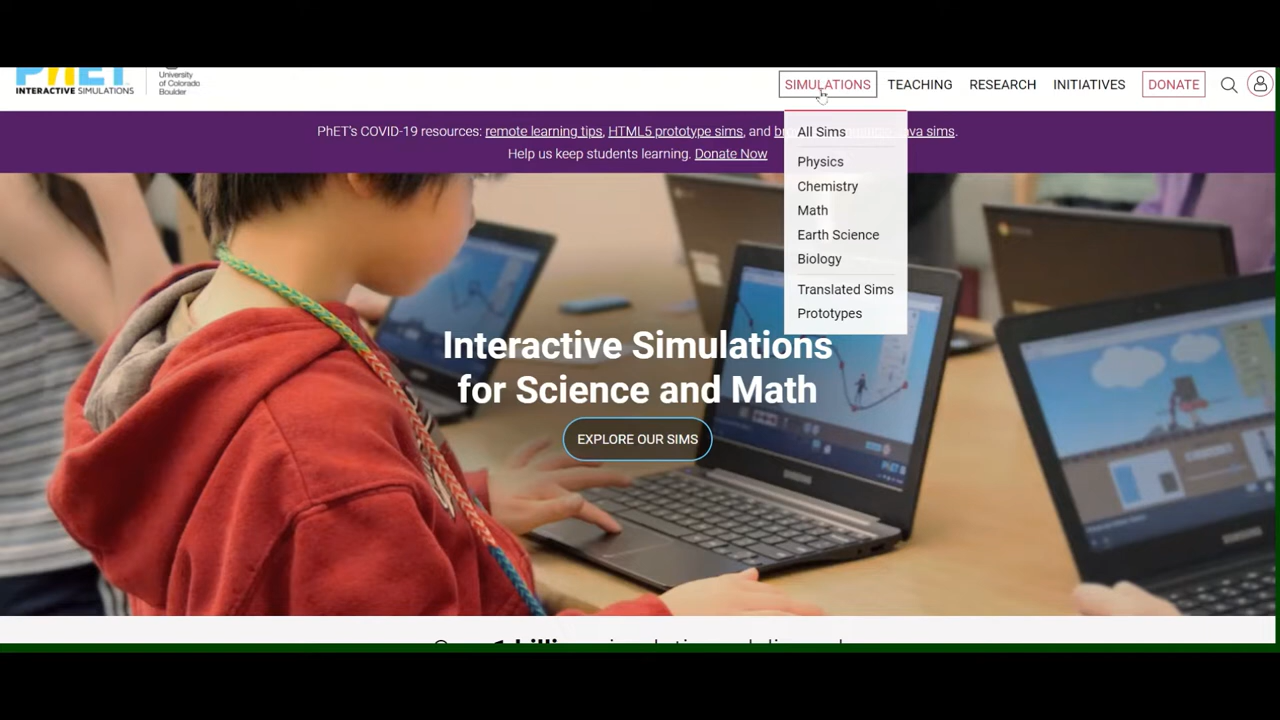 PhET
INTERACTIVE SIMULATIONS
University
of Colorado
Boulder
SIMULATIONS TEACHING RESEARCH INITIATIVES DONATE
PhET's COVID-19 resources: remote learning tips, HTML5 prototype sims, and sims.
Help us keep students learning. Donate Now
All Sims
Physics
Chemistry
Math
Earth Science
Biology
Translated Sims
Prototypes
Interactive Simulations
for Science and Math
EXPLORE OUR SIMS